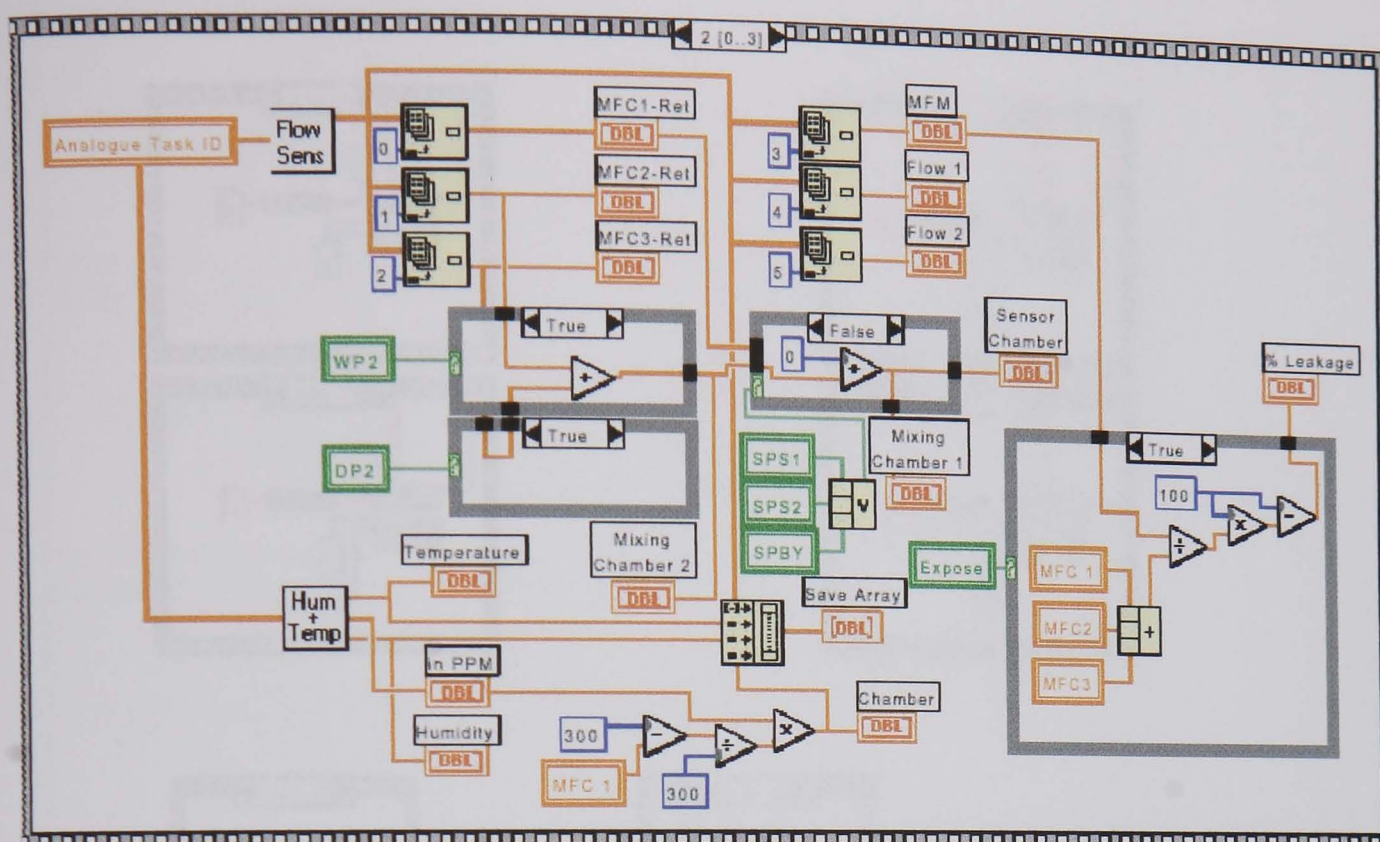 2 [0..3]
Analogue Task ID
Flow
Sens
0
1
2
MFC1-Ret
DBL
MFC2-Ret
DBL
MFC3-Ret
DBL
3
4
5
MFM
DBL
Flow 1
DBL
Flow 2
DBL
WP2
True
+
DP2
True
False
0
+
Sensor
Chamber
DBL
Mixing
Chamber 1
DBL
SPS1
SPS2
SPBY
V
% Leakage
DBL
True
100
÷
x
-
Expose
MFC 1
MFC2
MFC3
+
Hum
+
Temp
Temperature
DBL
Mixing
Chamber 2
DBL
Save Array
[DBL]
in PPM
DBL
Humidity
DBL
300
-
÷
x
MFC 1
300
Chamber
DBL